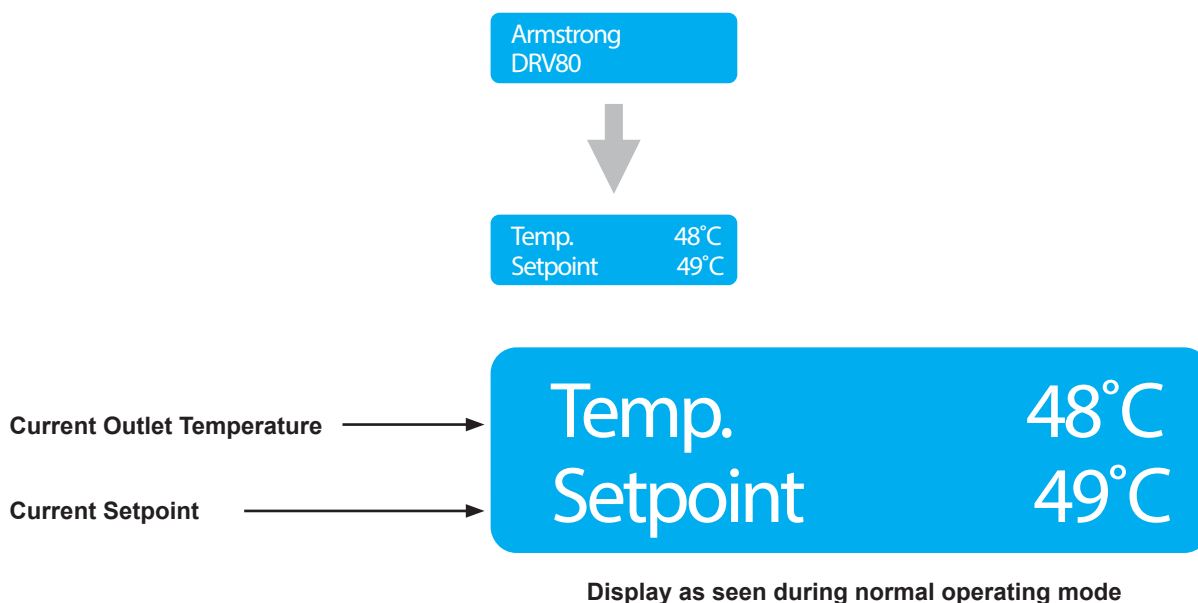 Armstrong
DRV80
Temp. 48°C
Setpoint 49°C
Current Outlet Temperature
Temp. 48°C
Current Setpoint
Setpoint 49°C
Display as seen during normal operating mode